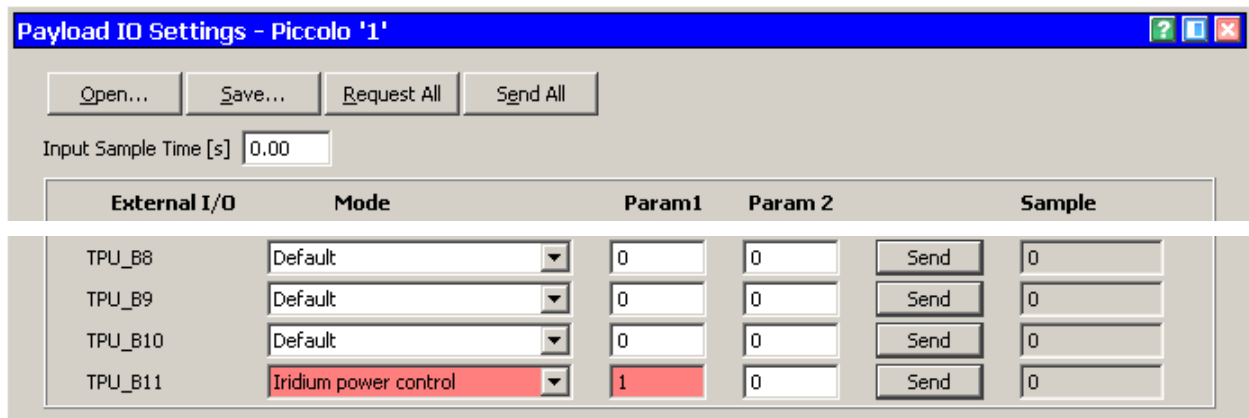 Payload IO Settings - Piccolo '1'
Open... Save... Request All Send All
Input Sample Time [s] 0.00
External I/O Mode Param1 Param 2 Sample
TPU_B8 Default 0 0 Send 0
TPU_B9 Default 0 0 Send 0
TPU_B10 Default 0 0 Send 0
TPU_B11 Iridium power control 1 0 Send 0